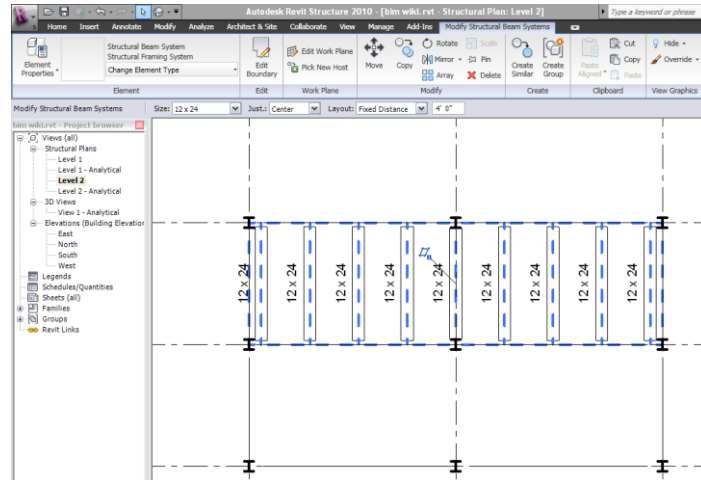 Autodesk Revit Structure 2010 - [bim wiki.rvt - Structural Plan: Level 2]
Type a keyword or phrase
Home Insert Annotate Modify Analyze Architect & Site Collaborate View Manage Add-Ins Modify Structural Beam Systems
Structural Beam System
Structural Framing System
Change Element Type
Element
Properties
Edit
Boundary
Edit Work Plane
Pick New Host
Move
Copy
Rotate
Scale
Mirror
Pin
Array
Delete
Create
Similar
Create
Group
Paste
Aligned
Cut
Copy
Paste
Hide
Override
Element Edit Work Plane Modify Create Clipboard View Graphics
Modify Structural Beam Systems Size: 12 x 24 Just.: Center Layout: Fixed Distance 4' 0"
bim wiki.rvt - Project browser
Views (all)
Structural Plans
Level 1
Level 1 - Analytical
Level 2
Level 2 - Analytical
3D Views
View 1 - Analytical
Elevations (Building Elevation
East
North
South
West
Legends
Schedules/Quantities
Sheets (all)
Families
Groups
Revit Links
12 x 24
12 x 24
12 x 24
12 x 24
12 x 24
12 x 24
12 x 24
12 x 24
12 x 24